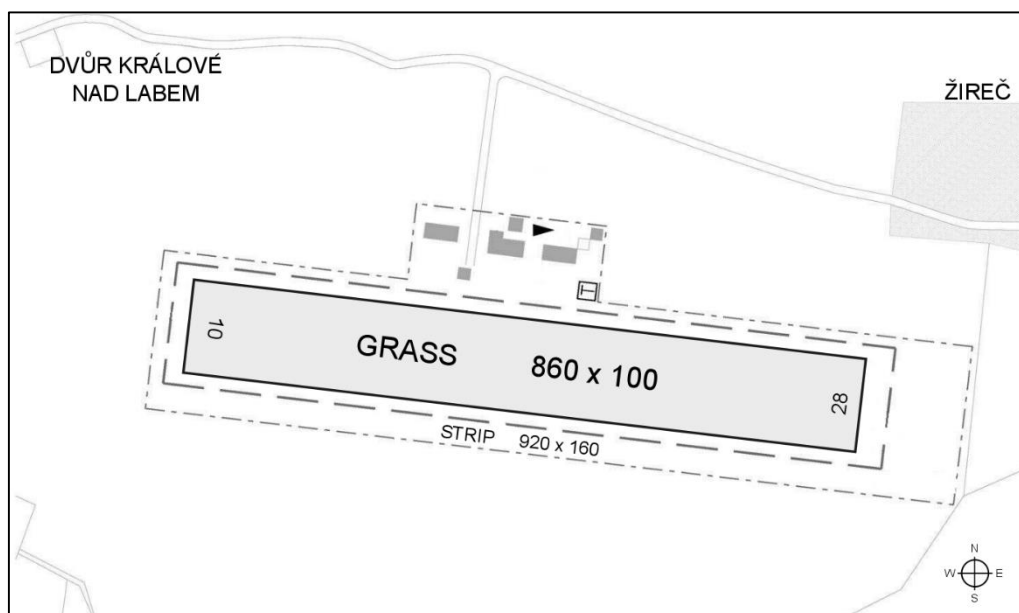 DVŮR KRÁLOVÉ
NAD LABEM
ŽIREČ
T
10
GRASS 860 x 100
28
STRIP 920 x 160
N
W E
S